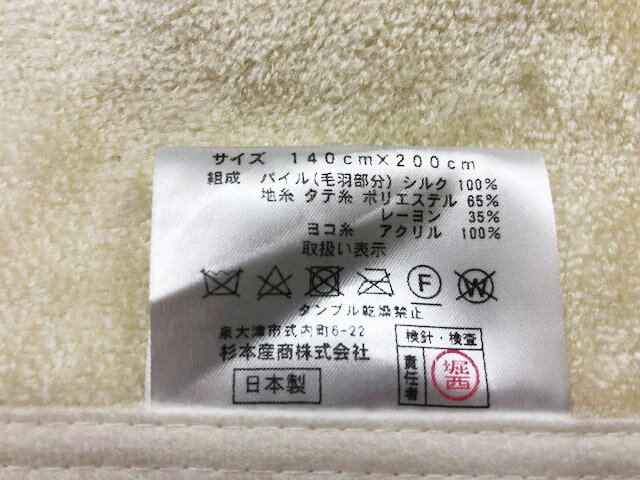 サイズ 140cm×200cm
組成 パイル(毛羽部分) シルク 100%
地糸 タテ糸 ポリエステル 65%
レーヨン 35%
ヨコ糸 アクリル 100%
取扱い表示
F W
タンブル乾燥禁止
泉大津市式内町6-22
杉本産商株式会社
日本製
検針・検査
責任者
堀西